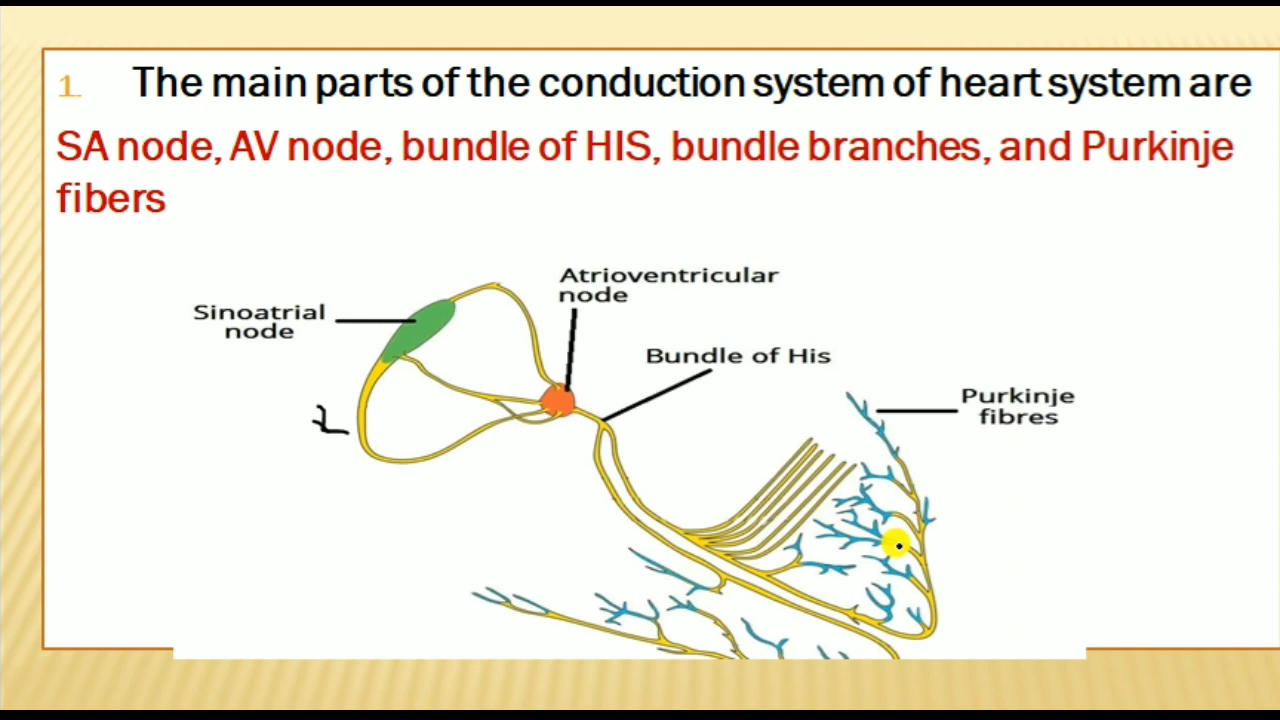 1. The main parts of the conduction system of heart system are
SA node, AV node, bundle of HIS, bundle branches, and Purkinje
fibers
Atrioventricular
node
Sinoatrial
node
Bundle of His
Purkinje
fibres